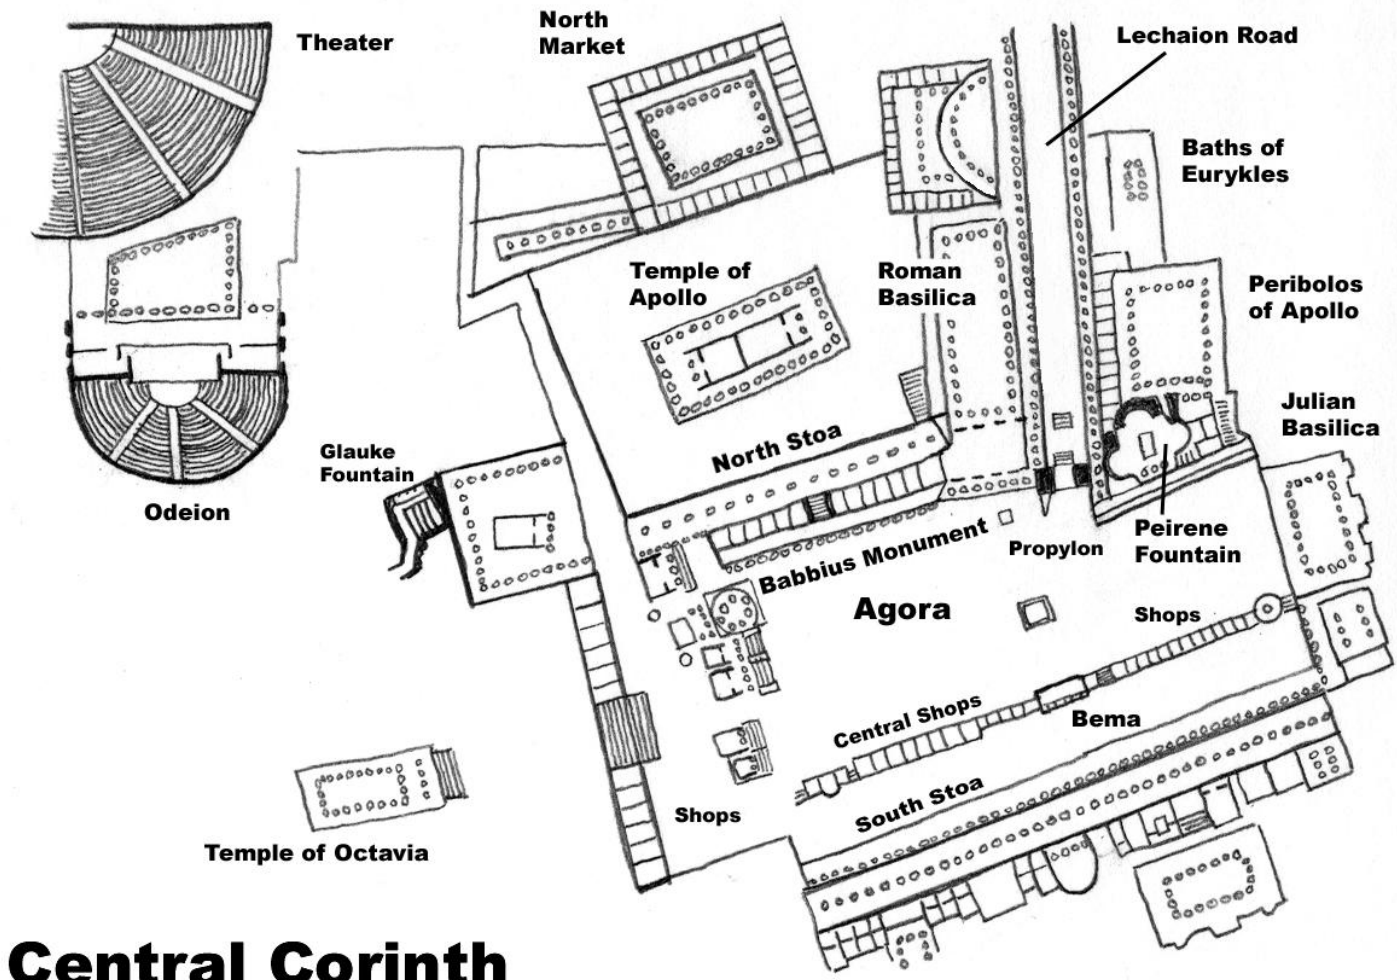 North
Market
Theater
Lechaion Road
Baths of
Eurykles
Temple of
Apollo
Roman
Basilica
Peribolos
of Apollo
Julian
Basilica
North Stoa
Glauke
Fountain
Odeion
Babbius Monument
Propylon
Peirene
Fountain
Agora
Shops
Central Shops
Bema
South Stoa
Shops
Temple of Octavia
Central Corinth